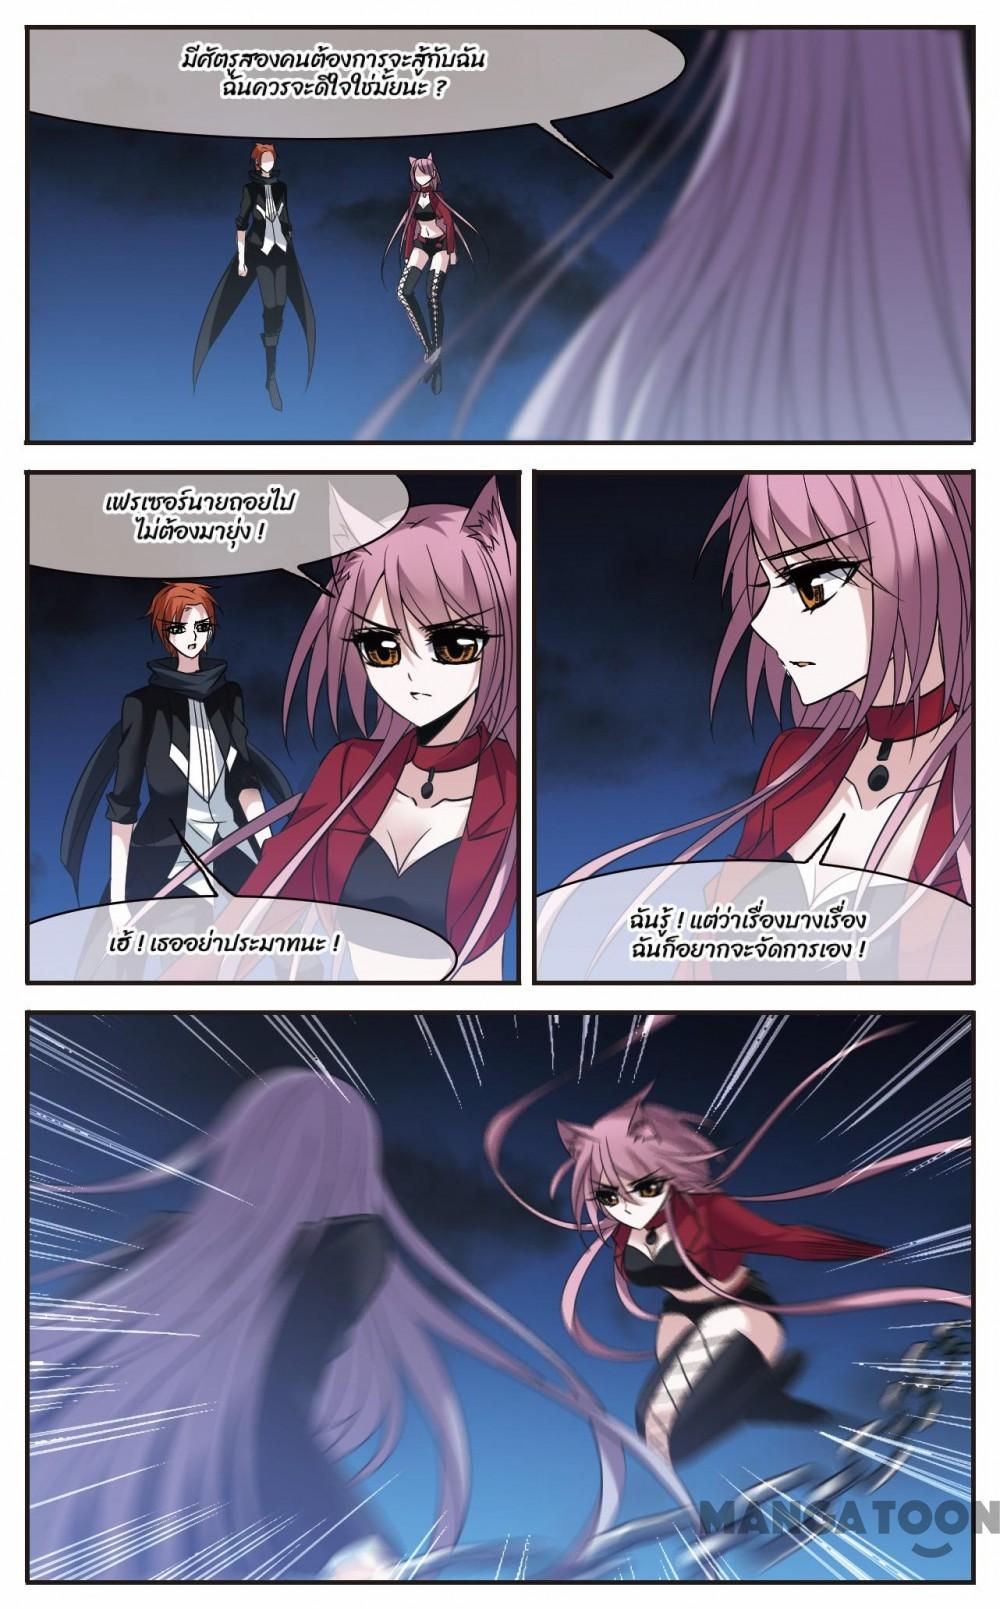 มีศัตรูสองคนต้องการจะสู้กับฉัน
ฉันควรจะดีใจใช่มั้ยนะ ?
เฟรเซอร์นายถอยไป
ไม่ต้องมายุ่ง !
เฮ้ ! เธออย่าประมาทนะ !
ฉันรู้ ! แต่ว่าเรื่องบางเรื่อง
ฉันก็อยากจะจัดการเอง !
MANGATOON